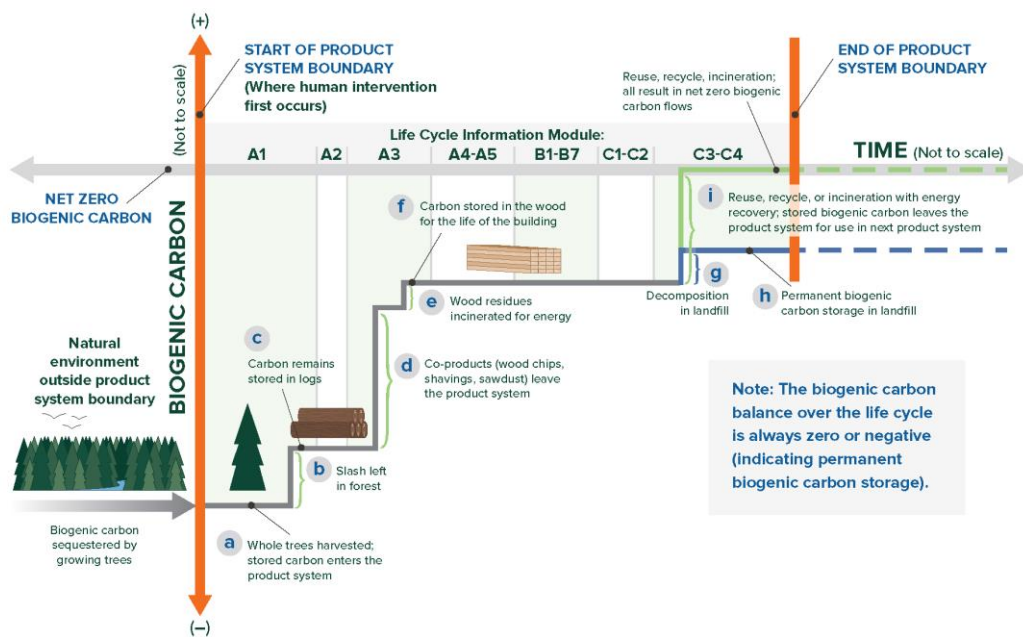 (+)
START OF PRODUCT
SYSTEM BOUNDARY
(Where human intervention
first occurs)
END OF PRODUCT
SYSTEM BOUNDARY
Reuse, recycle, incineration;
all result in net zero biogenic
carbon flows
(Not to scale)
Life Cycle Information Module:
A1
A2
A3
A4-A5
B1-B7
C1-C2
C3-C4
TIME (Not to scale)
NET ZERO
BIOGENIC CARBON
BIOGENIC CARBON
f
Carbon stored in the wood
for the life of the building
i
Reuse, recycle, or incineration with energy
recovery; stored biogenic carbon leaves the
product system for use in next product system
g
Decomposition
in landfill
h
Permanent biogenic
carbon storage in landfill
e
Wood residues
incinerated for energy
c
Carbon remains
stored in logs
d
Co-products (wood chips,
shavings, sawdust) leave
the product system
Natural
environment
outside product
system boundary
Note: The biogenic carbon
balance over the life cycle
is always zero or negative
(indicating permanent
biogenic carbon storage).
b
Slash left
in forest
Biogenic carbon
sequestered by
growing trees
a
Whole trees harvested;
stored carbon enters the
product system
(—)